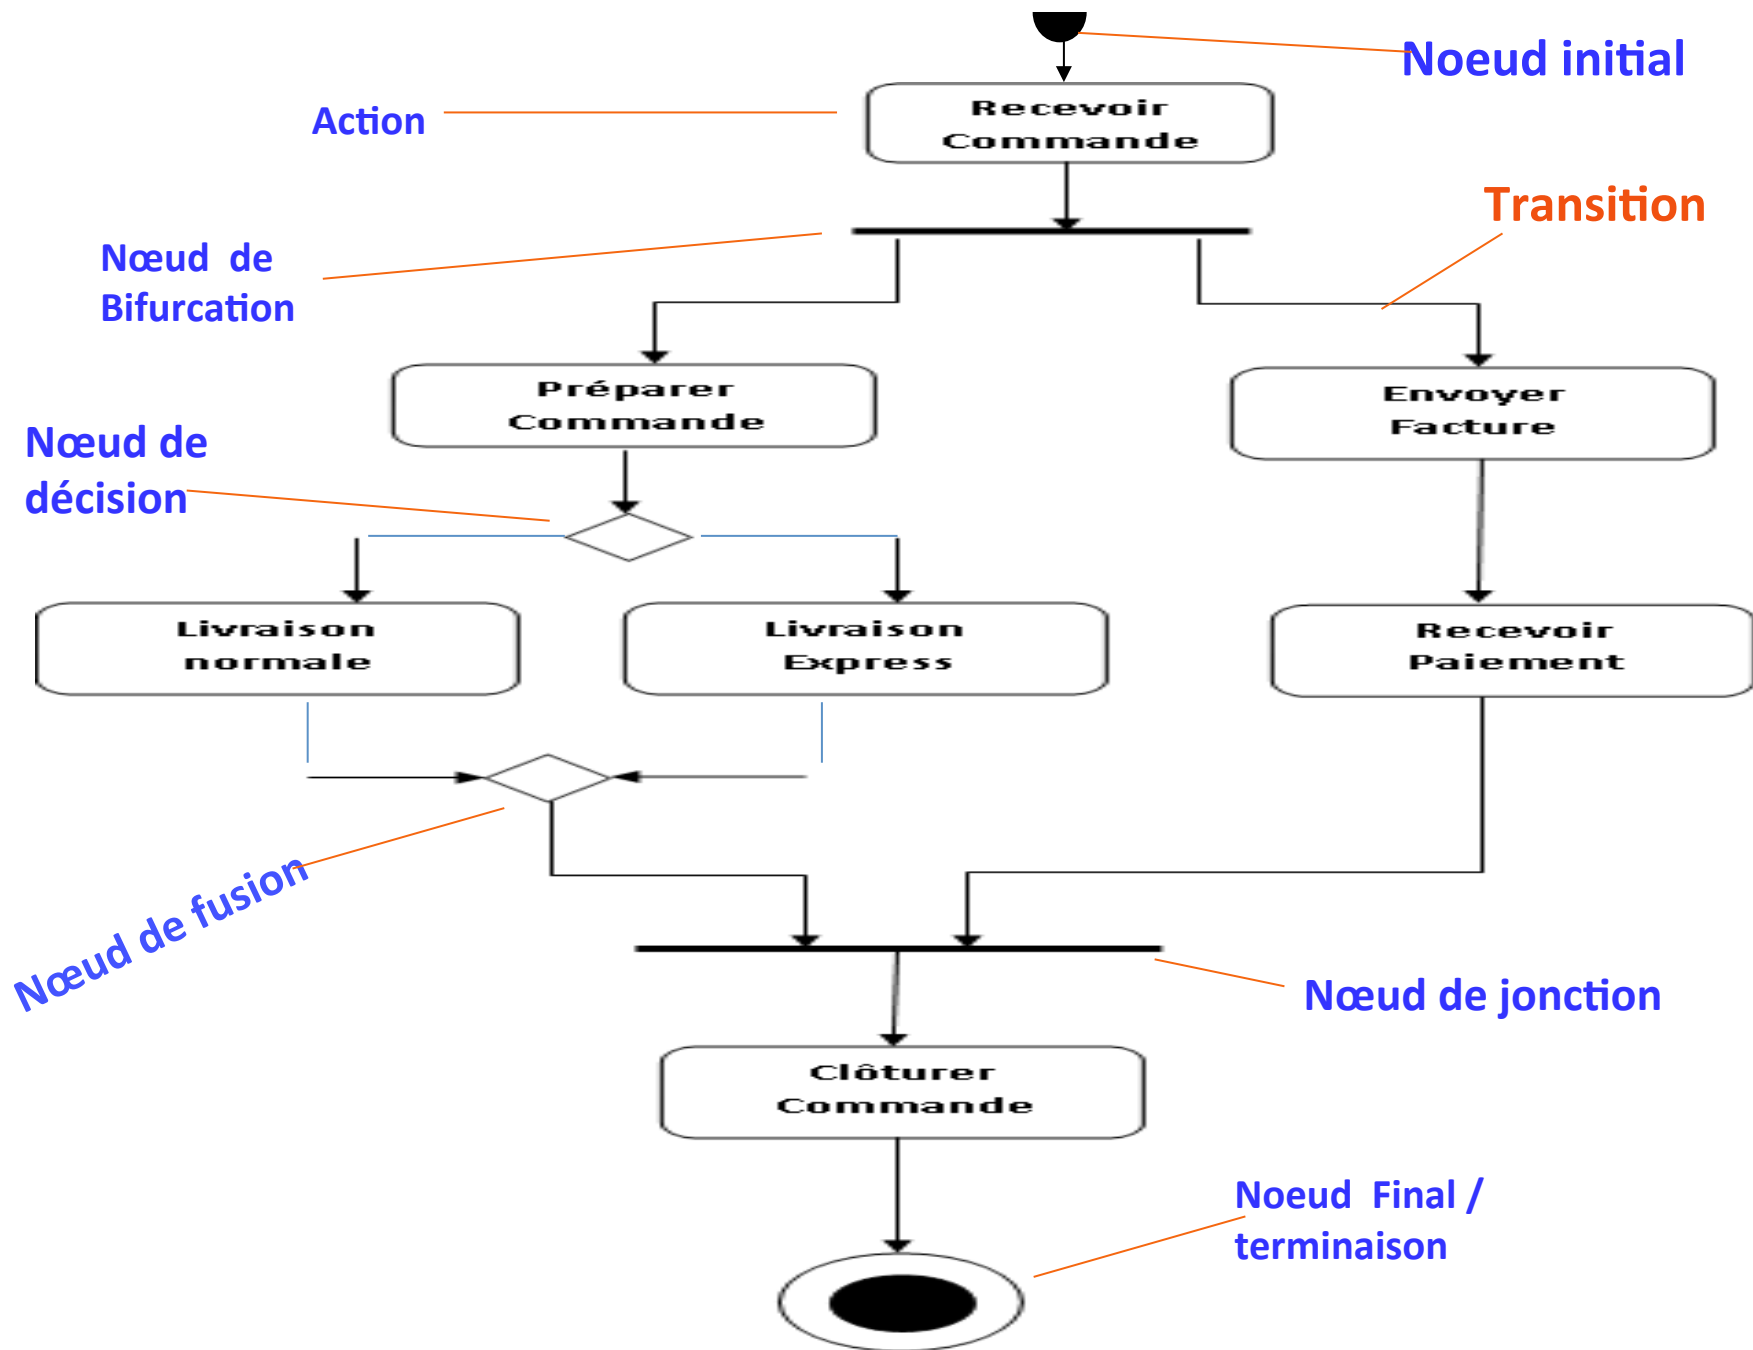 Noeud initial
Recevoir
Commande
Action
Transition
Nœud de
Bifurcation
Préparer
Commande
Envoyer
Facture
Nœud de
décision
Livraison
normale
Livraison
Express
Recevoir
Paiement
Nœud de fusion
Nœud de jonction
Clôturer
Commande
Noeud Final /
terminaison